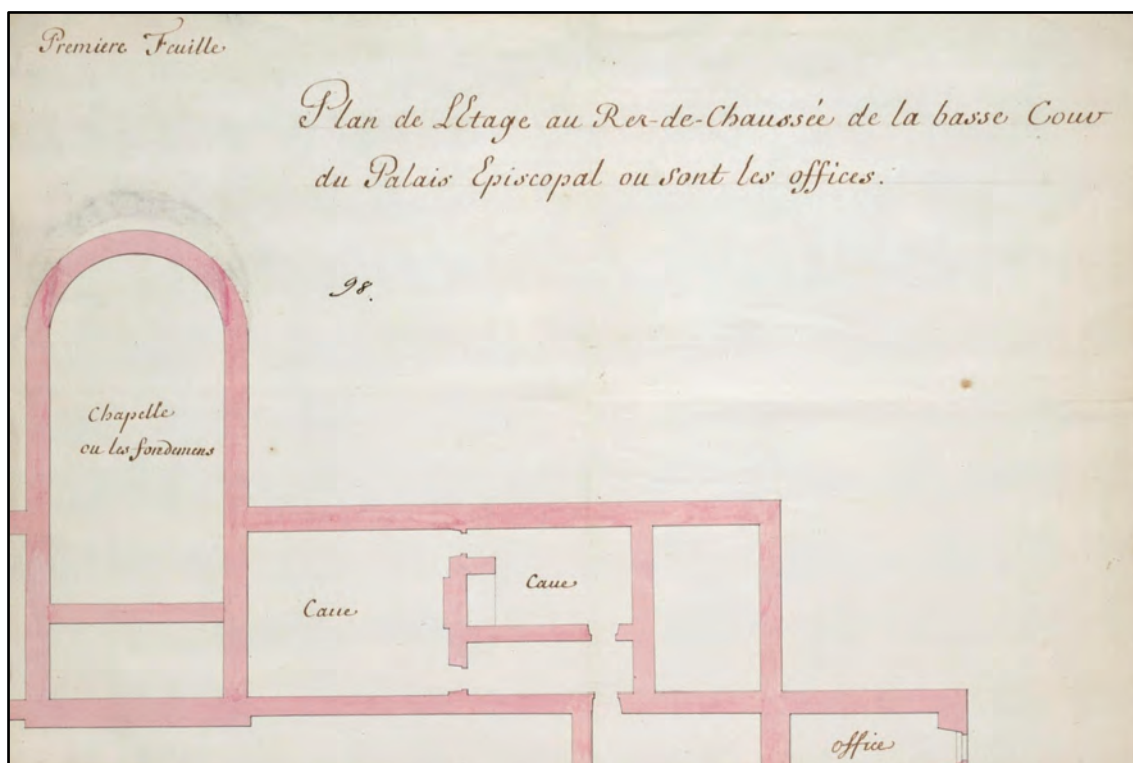 Premiere Feuille
Plan de L'Etage au Rez-de-Chaussée de la basse Cour
du Palais Episcopal ou sont les offices.
98.
Chapelle
ou les fondemens
Caue
Caue
office